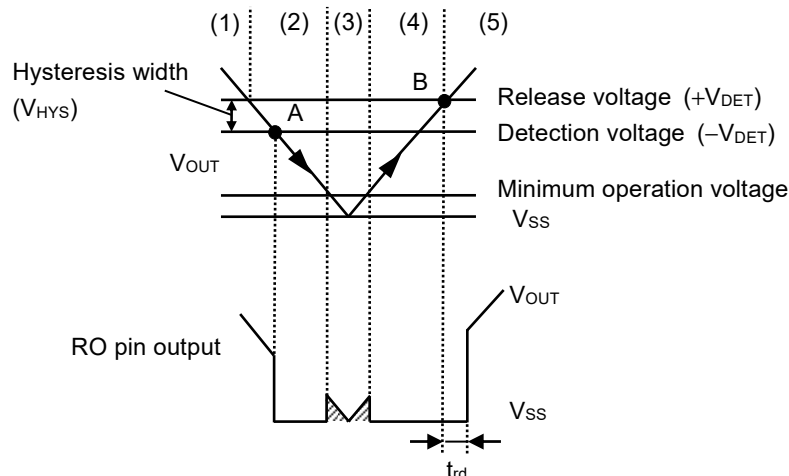 (1) (2) (3) (4) (5)
Hysteresis width
(VHYS)
A
B
Release voltage (+VDET)
Detection voltage (−VDET)
VOUT
Minimum operation voltage
VSS
VOUT
RO pin output
VSS
trd